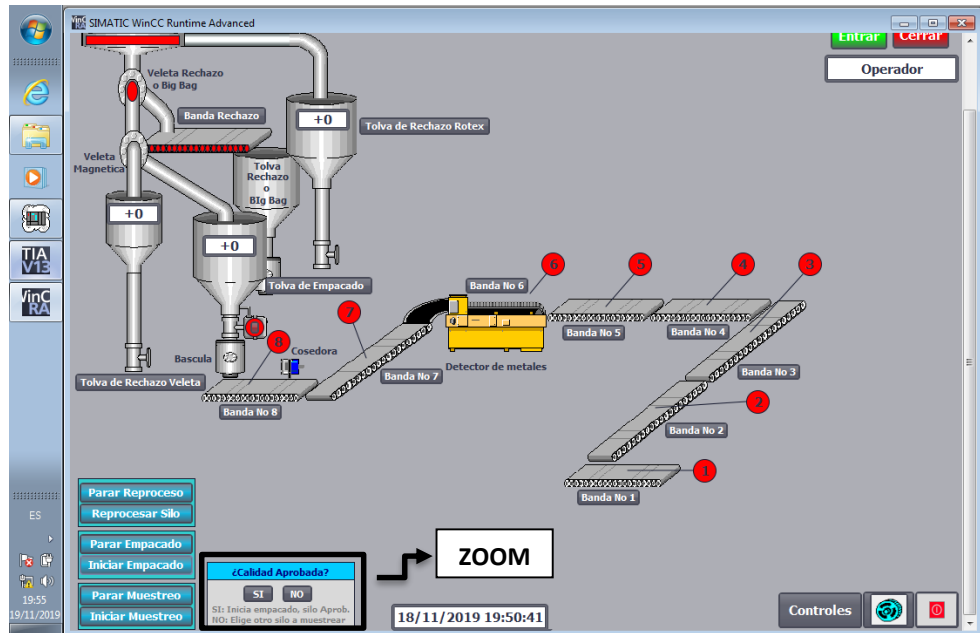 SIMATIC WinCC Runtime Advanced
Entrar
Cerrar
Operador
Veleta Rechazo
o Big Bag
Banda Rechazo
+0
Tolva de Rechazo Rotex
Veleta
Magnetica
Tolva
Rechazo
o
BIg Bag
+0
+0
Tolva de Empacado
Bascula
Cosedora
Tolva de Rechazo Veleta
8
Banda No 8
7
Banda No 7
Banda No 6
6
Detector de metales
5
Banda No 5
4
Banda No 4
3
Banda No 3
2
Banda No 2
1
Banda No 1
Parar Reproceso
Reprocesar Silo
Parar Empacado
Iniciar Empacado
Parar Muestreo
Iniciar Muestreo
¿Calidad Aprobada?
SI
NO
SI: Inicia empacado, silo Aprob.
NO: Elige otro silo a muestrear
ZOOM
18/11/2019 19:50:41
Controles
TIA
V13
WinC
RA
ES
19:55
19/11/2019